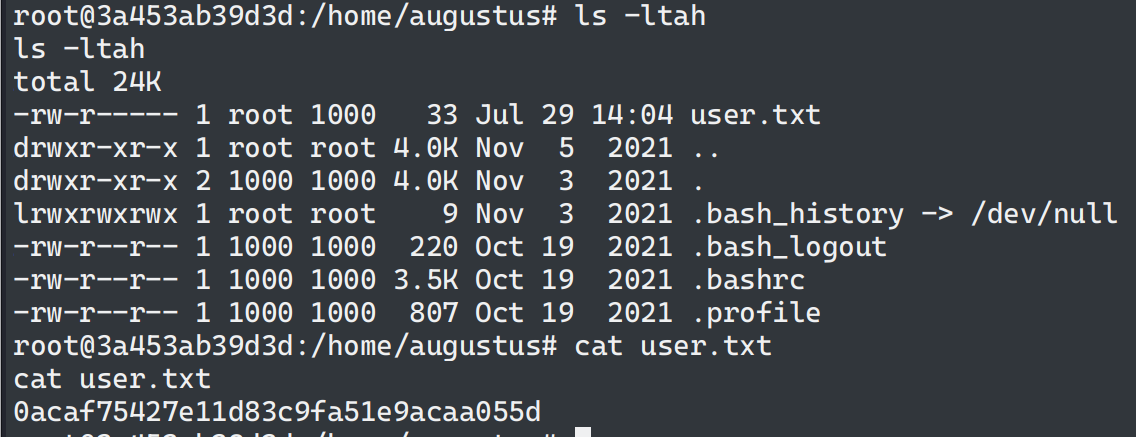 root@3a453ab39d3d:/home/augustus# ls -ltah
ls -ltah
total 24K
-rw-r----- 1 root 1000   33 Jul 29 14:04 user.txt
drwxr-xr-x 1 root root 4.0K Nov  5  2021 ..
drwxr-xr-x 2 1000 1000 4.0K Nov  3  2021 .
lrwxrwxrwx 1 root root    9 Nov  3  2021 .bash_history -> /dev/null
-rw-r--r-- 1 1000 1000  220 Oct 19  2021 .bash_logout
-rw-r--r-- 1 1000 1000 3.5K Oct 19  2021 .bashrc
-rw-r--r-- 1 1000 1000  807 Oct 19  2021 .profile
root@3a453ab39d3d:/home/augustus# cat user.txt
cat user.txt
0acaf75427e11d83c9fa51e9acaa055d